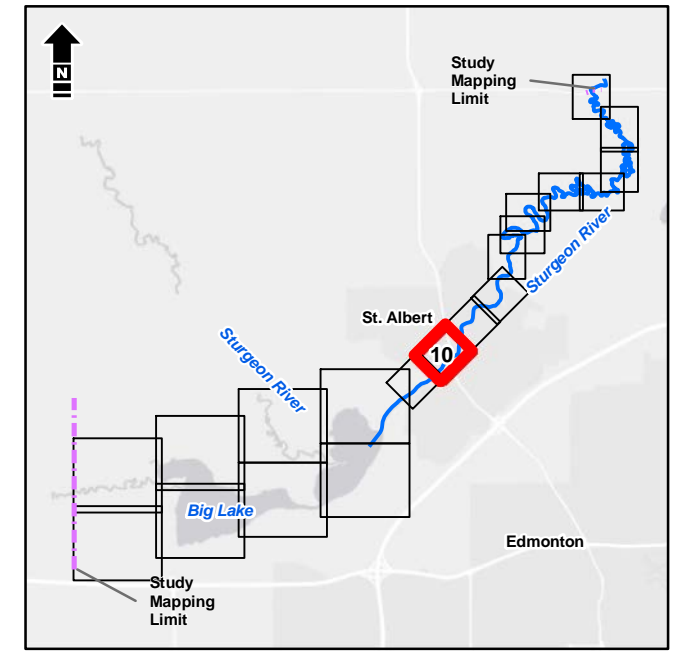 N
Study
Mapping
Limit
Sturgeon River
St. Albert
10
Sturgeon River
Big Lake
Edmonton
Study
Mapping
Limit